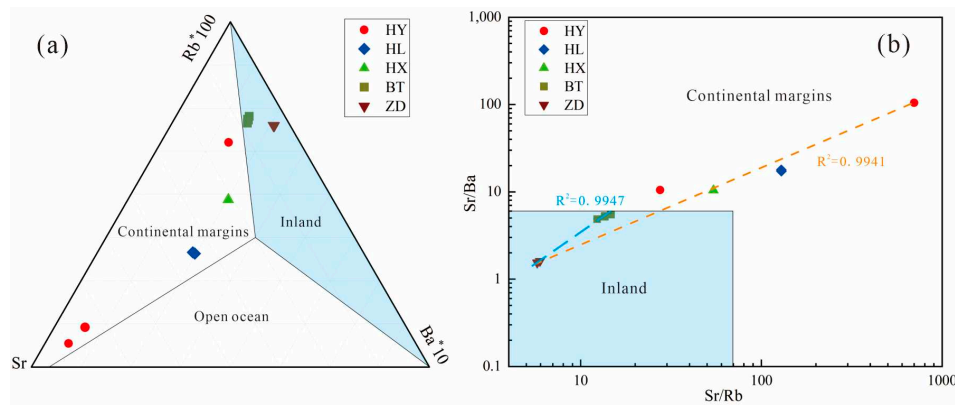 (a)
Rb*100
HY
HL
HX
BT
ZD
Inland
Continental margins
Open ocean
Sr
Ba*10
(b)
HY
HL
HX
BT
ZD
Continental margins
R²=0.9941
R²=0.9947
Inland
1,000
100
10
1
0.1
Sr/Ba
10
100
1000
Sr/Rb